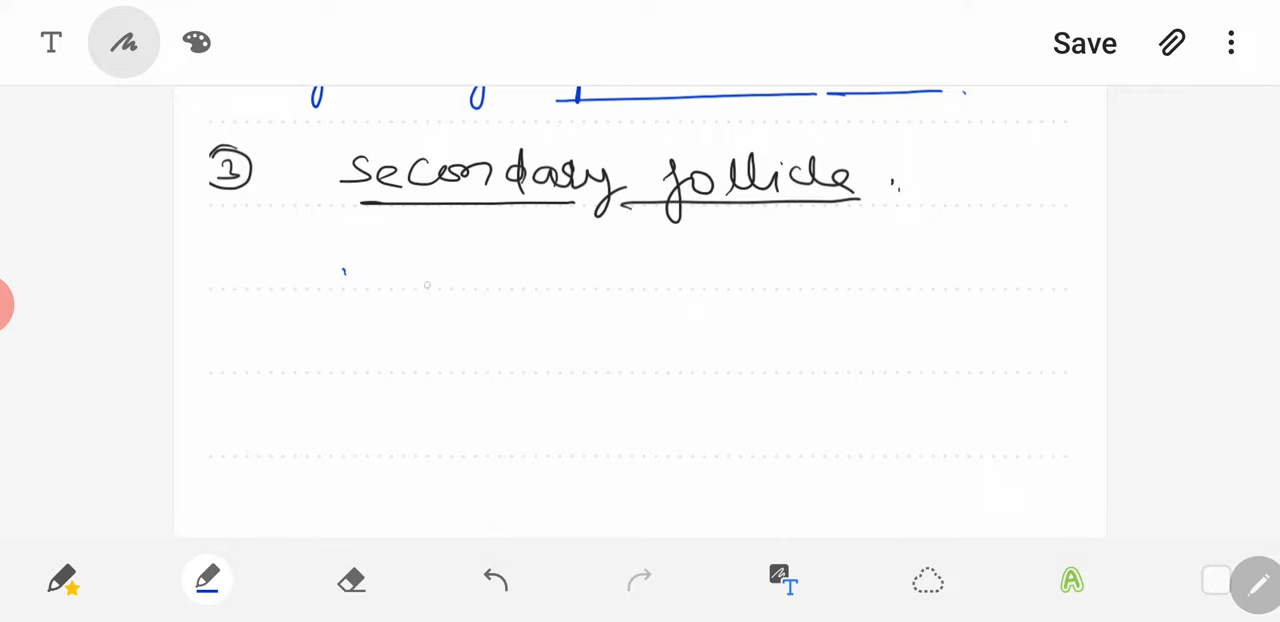 T Save
③ Secondary follicle.
T A